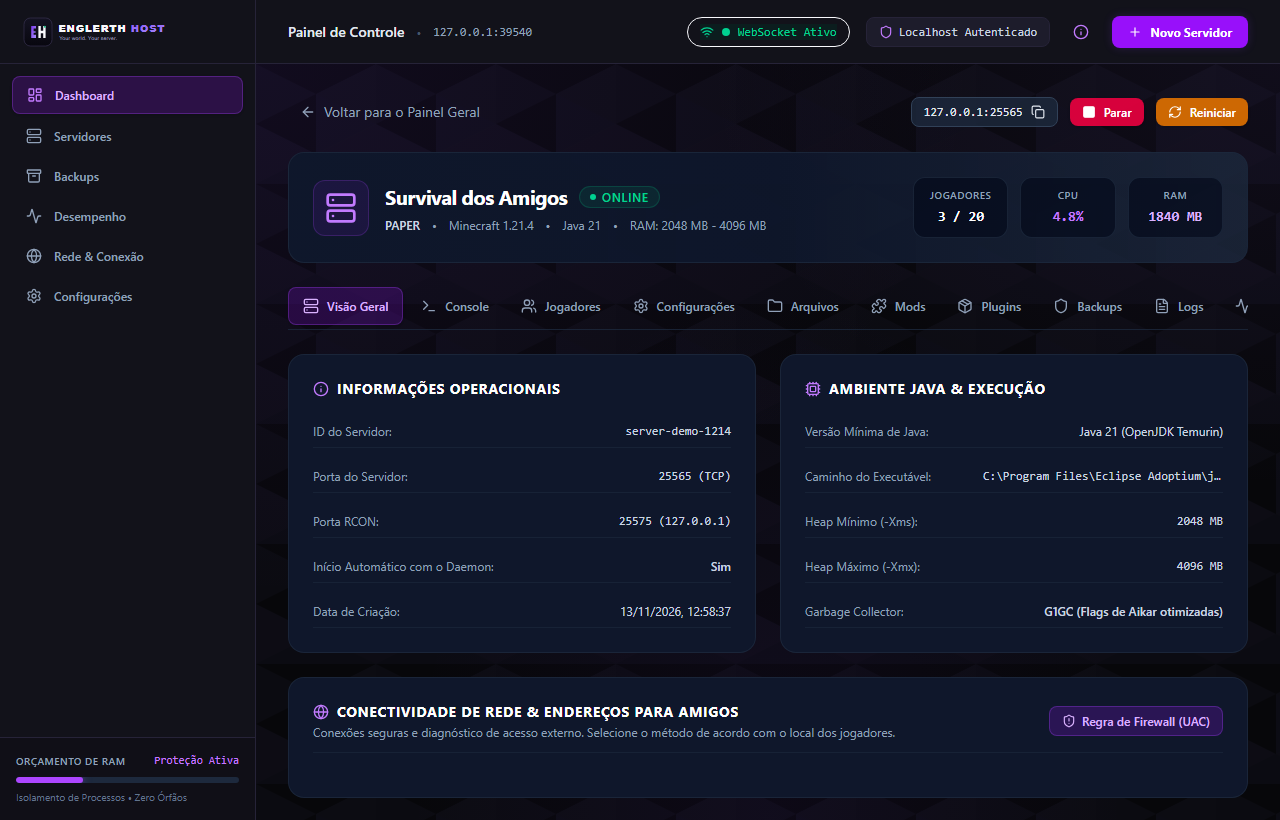 EH ENGLERTH HOST
Your world. Your server.
Painel de Controle • 127.0.0.1:39540
WebSocket Ativo
Localhost Autenticado
Novo Servidor
Dashboard
Servidores
Backups
Desempenho
Rede & Conexão
Configurações
ORÇAMENTO DE RAM
Proteção Ativa
Isolamento de Processos • Zero Órfãos
Voltar para o Painel Geral
127.0.0.1:25565
Parar
Reiniciar
Survival dos Amigos
ONLINE
PAPER • Minecraft 1.21.4 • Java 21 • RAM: 2048 MB - 4096 MB
JOGADORES
3 / 20
CPU
4.8%
RAM
1840 MB
Visão Geral
Console
Jogadores
Configurações
Arquivos
Mods
Plugins
Backups
Logs
INFORMAÇÕES OPERACIONAIS
ID do Servidor: server-demo-1214
Porta do Servidor: 25565 (TCP)
Porta RCON: 25575 (127.0.0.1)
Início Automático com o Daemon: Sim
Data de Criação: 13/11/2026, 12:58:37
AMBIENTE JAVA & EXECUÇÃO
Versão Mínima de Java: Java 21 (OpenJDK Temurin)
Caminho do Executável: C:\Program Files\Eclipse Adoptium\j…
Heap Mínimo (-Xms): 2048 MB
Heap Máximo (-Xmx): 4096 MB
Garbage Collector: G1GC (Flags de Aikar otimizadas)
CONECTIVIDADE DE REDE & ENDEREÇOS PARA AMIGOS
Conexões seguras e diagnóstico de acesso externo. Selecione o método de acordo com o local dos jogadores.
Regra de Firewall (UAC)